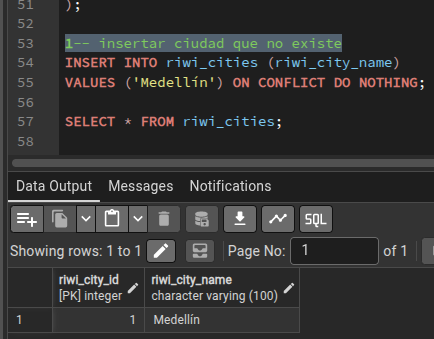 51 );
52
53 1-- insertar ciudad que no existe
54 INSERT INTO riwi_cities (riwi_city_name)
55 VALUES ('Medellín') ON CONFLICT DO NOTHING;
56
57 SELECT * FROM riwi_cities;
58
Data Output Messages Notifications
SQL
Showing rows: 1 to 1 Page No: 1 of 1
riwi_city_id riwi_city_name
[PK] integer character varying (100)
1 1 Medellín